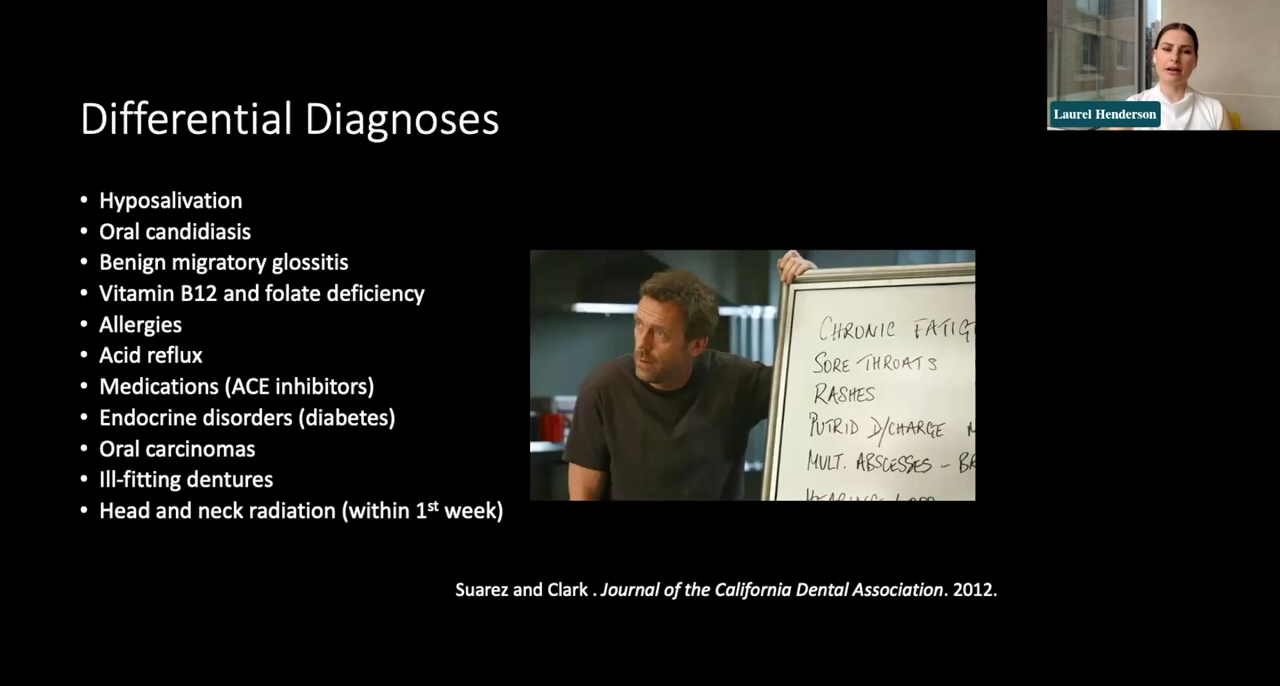 Laurel Henderson
Differential Diagnoses
• Hyposalivation
• Oral candidiasis
• Benign migratory glossitis
• Vitamin B12 and folate deficiency
• Allergies
• Acid reflux
• Medications (ACE inhibitors)
• Endocrine disorders (diabetes)
• Oral carcinomas
• Ill-fitting dentures
• Head and neck radiation (within 1st week)
CHRONIC
SORE THROATS
RASHES
PUTRID D/CHARGE
MULT. ABSCESSES –
Suarez and Clark . Journal of the California Dental Association. 2012.